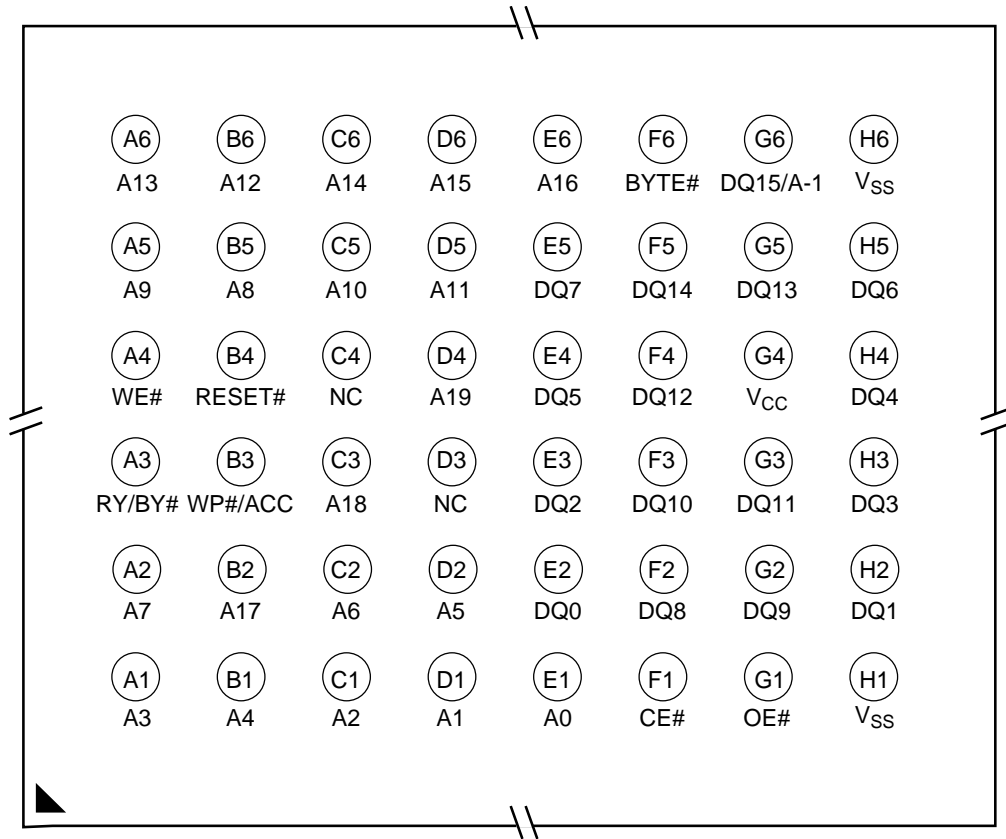 A6 B6 C6 D6 E6 F6 G6 H6
A13 A12 A14 A15 A16 BYTE# DQ15/A-1 VSS
A5 B5 C5 D5 E5 F5 G5 H5
A9 A8 A10 A11 DQ7 DQ14 DQ13 DQ6
A4 B4 C4 D4 E4 F4 G4 H4
WE# RESET# NC A19 DQ5 DQ12 VCC DQ4
A3 B3 C3 D3 E3 F3 G3 H3
RY/BY# WP#/ACC A18 NC DQ2 DQ10 DQ11 DQ3
A2 B2 C2 D2 E2 F2 G2 H2
A7 A17 A6 A5 DQ0 DQ8 DQ9 DQ1
A1 B1 C1 D1 E1 F1 G1 H1
A3 A4 A2 A1 A0 CE# OE# VSS